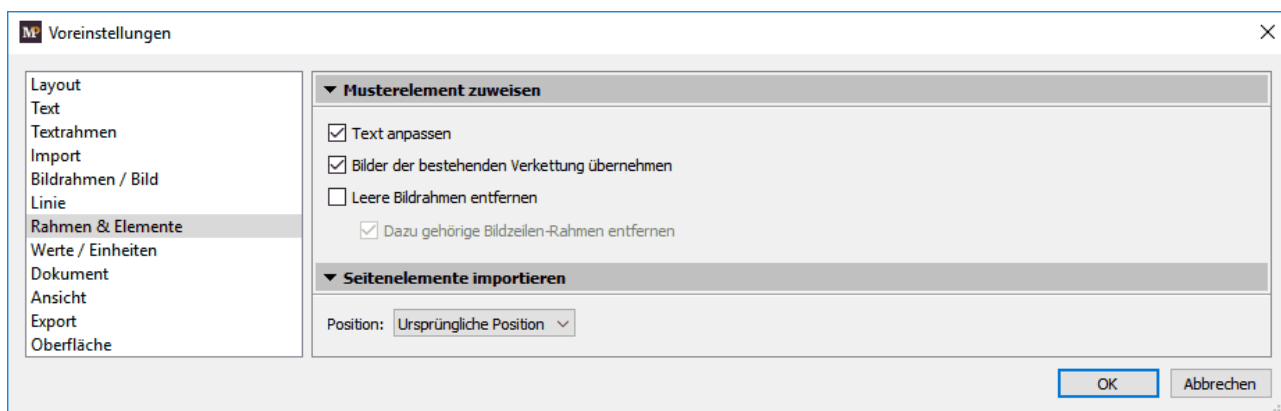 MP Voreinstellungen
Layout
Text
Textrahmen
Import
Bildrahmen / Bild
Linie
Rahmen & Elemente
Werte / Einheiten
Dokument
Ansicht
Export
Oberfläche
Musterelement zuweisen
Text anpassen
Bilder der bestehenden Verkettung übernehmen
Leere Bildrahmen entfernen
Dazu gehörige Bildzeilen-Rahmen entfernen
Seitenelemente importieren
Position: Ursprüngliche Position
OK Abbrechen